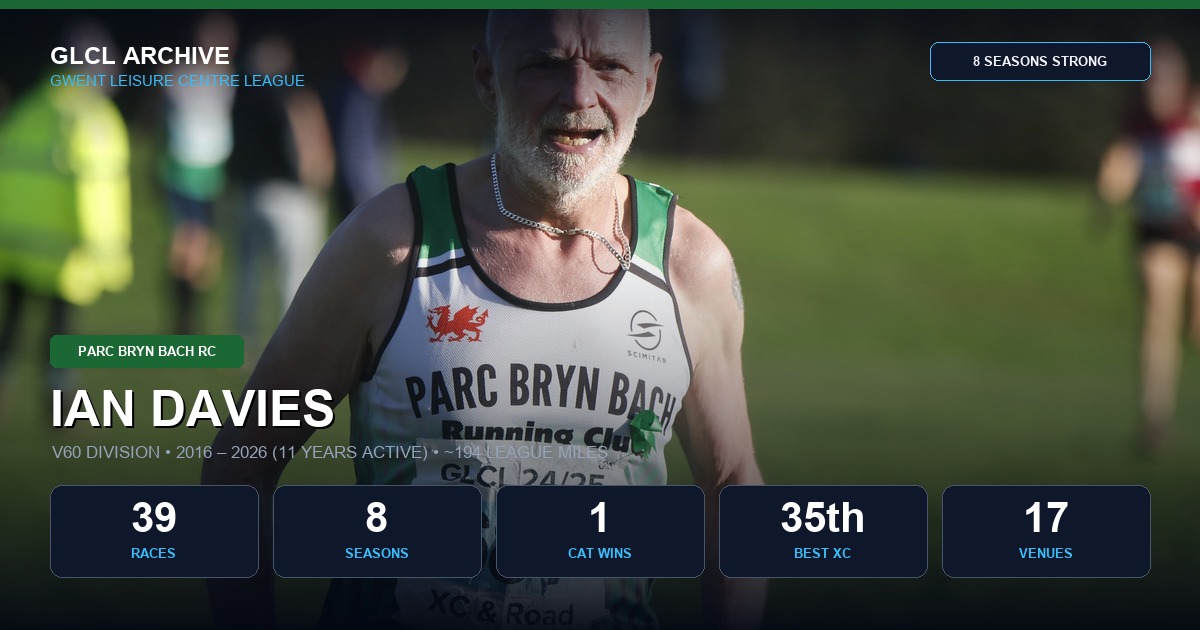 GLCL ARCHIVE
GWENT LEISURE CENTRE LEAGUE
8 SEASONS STRONG
SCIMITAR
PARC BRYN BACH
Running Club
PARC BRYN BACH RC
IAN DAVIES
V60 DIVISION • 2016 – 2026 (11 YEARS ACTIVE) • ~194 LEAGUE MILES
GLCL 24/25
39
RACES
8
SEASONS
1
CAT WINS
35th
BEST XC
17
VENUES
XC & Road